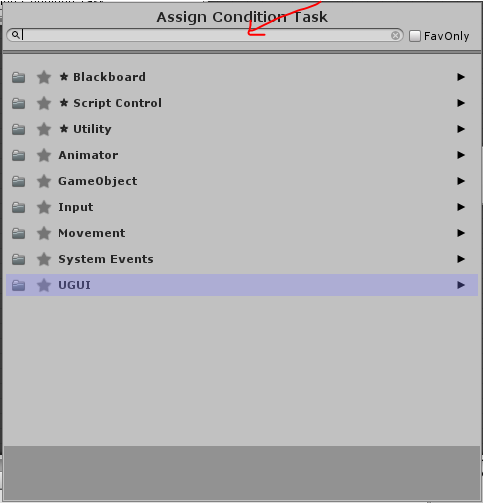 Assign Condition Task
FavOnly
★ Blackboard
★ Script Control
★ Utility
Animator
GameObject
Input
Movement
System Events
UGUI